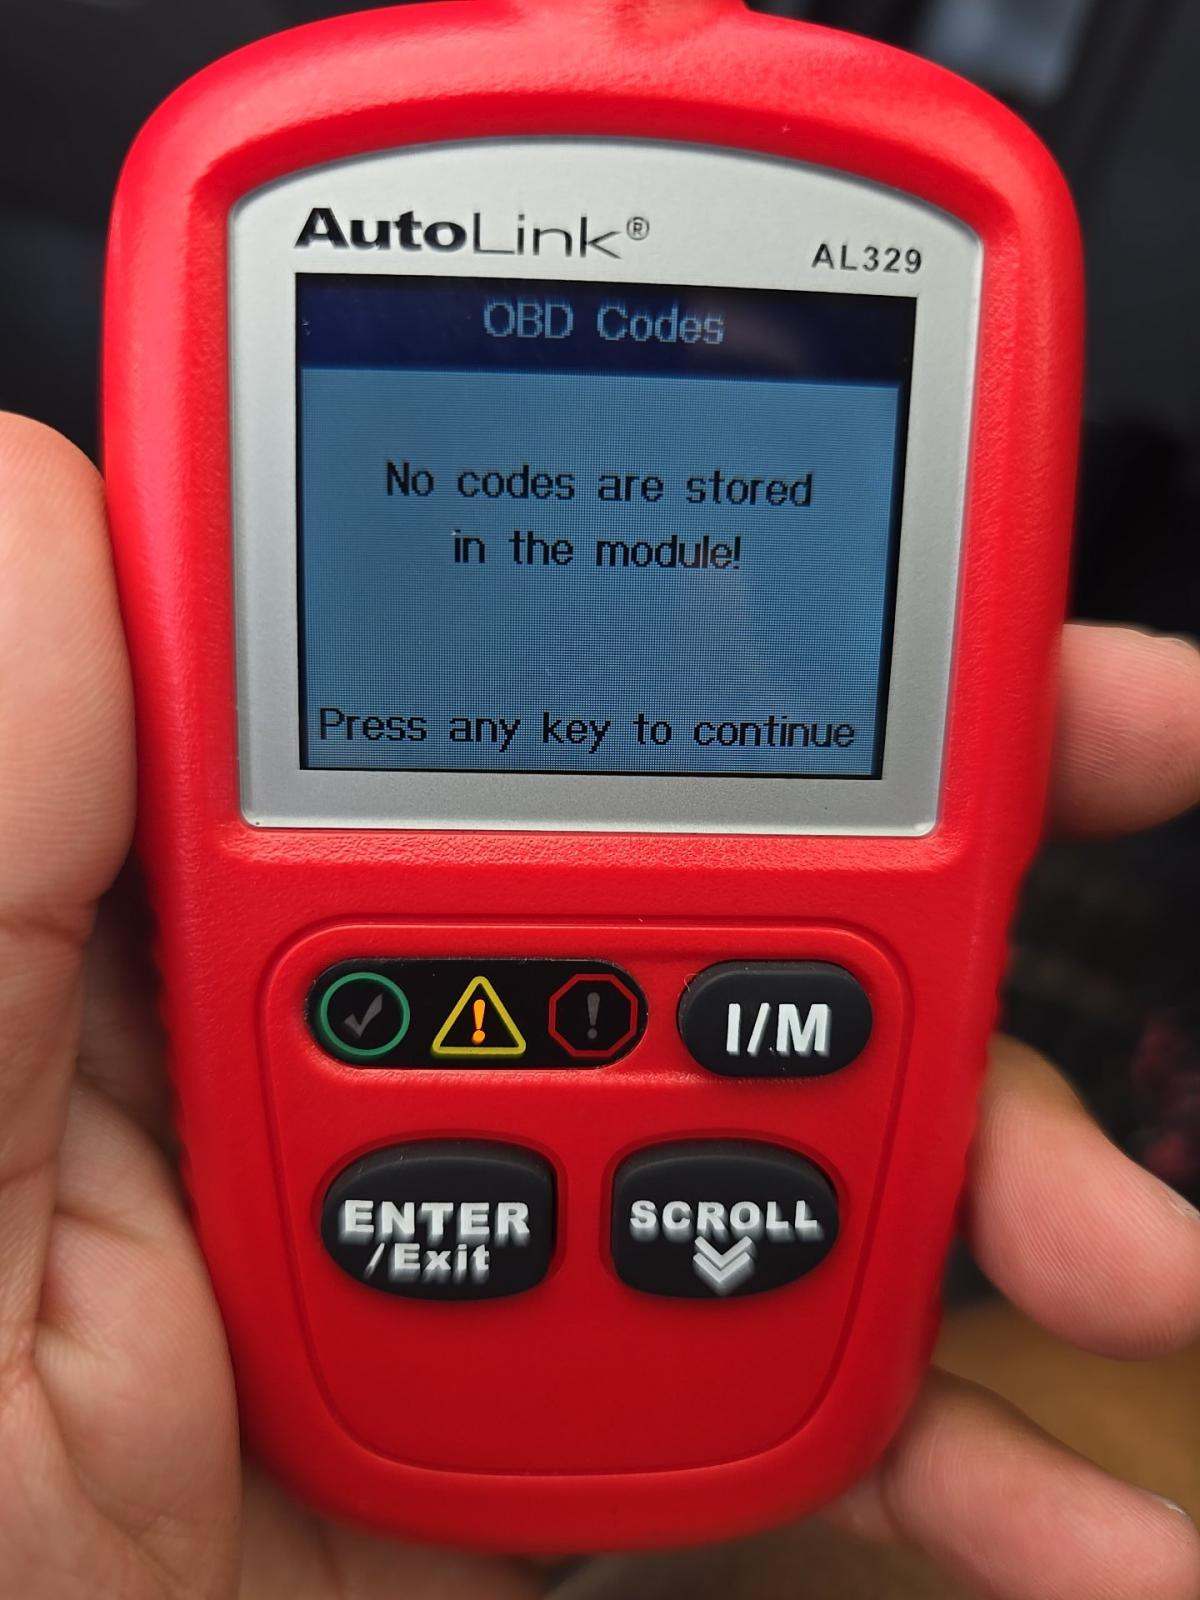 AutoLink®
AL329
OBD Codes
No codes are stored
in the module!
Press any key to continue
I/M
ENTER
/Exit
SCROLL